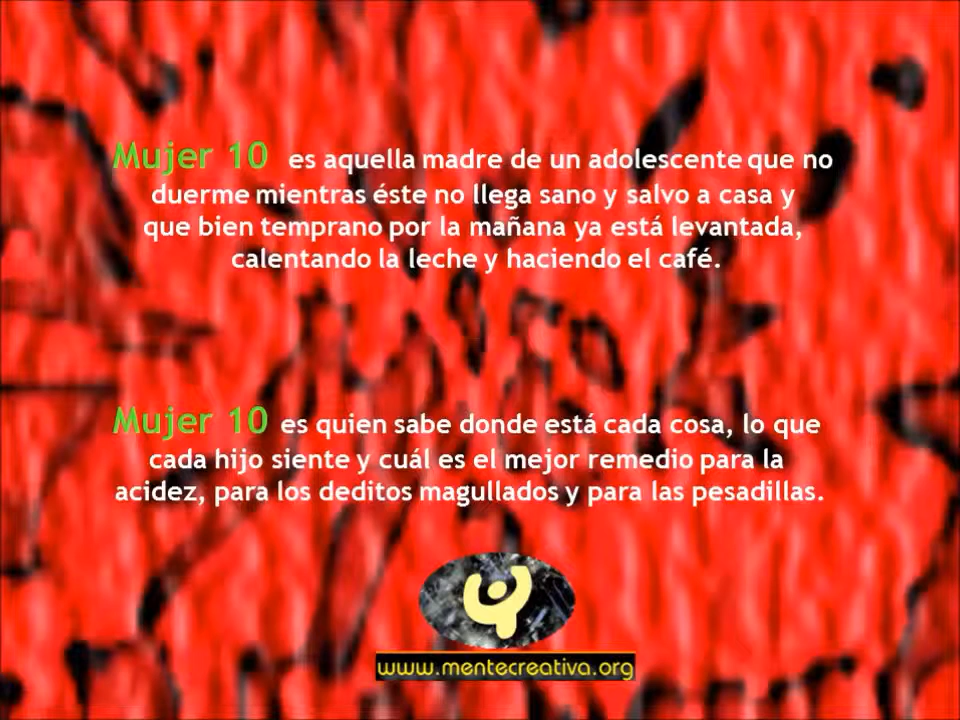 Mujer 10 es aquella madre de un adolescente que no
duerme mientras éste no llega sano y salvo a casa y
que bien temprano por la mañana ya está levantada,
calentando la leche y haciendo el café.
Mujer 10 es quien sabe donde está cada cosa, lo que
cada hijo siente y cuál es el mejor remedio para la
acidez, para los deditos magullados y para las pesadillas.
www.mentecreativa.org